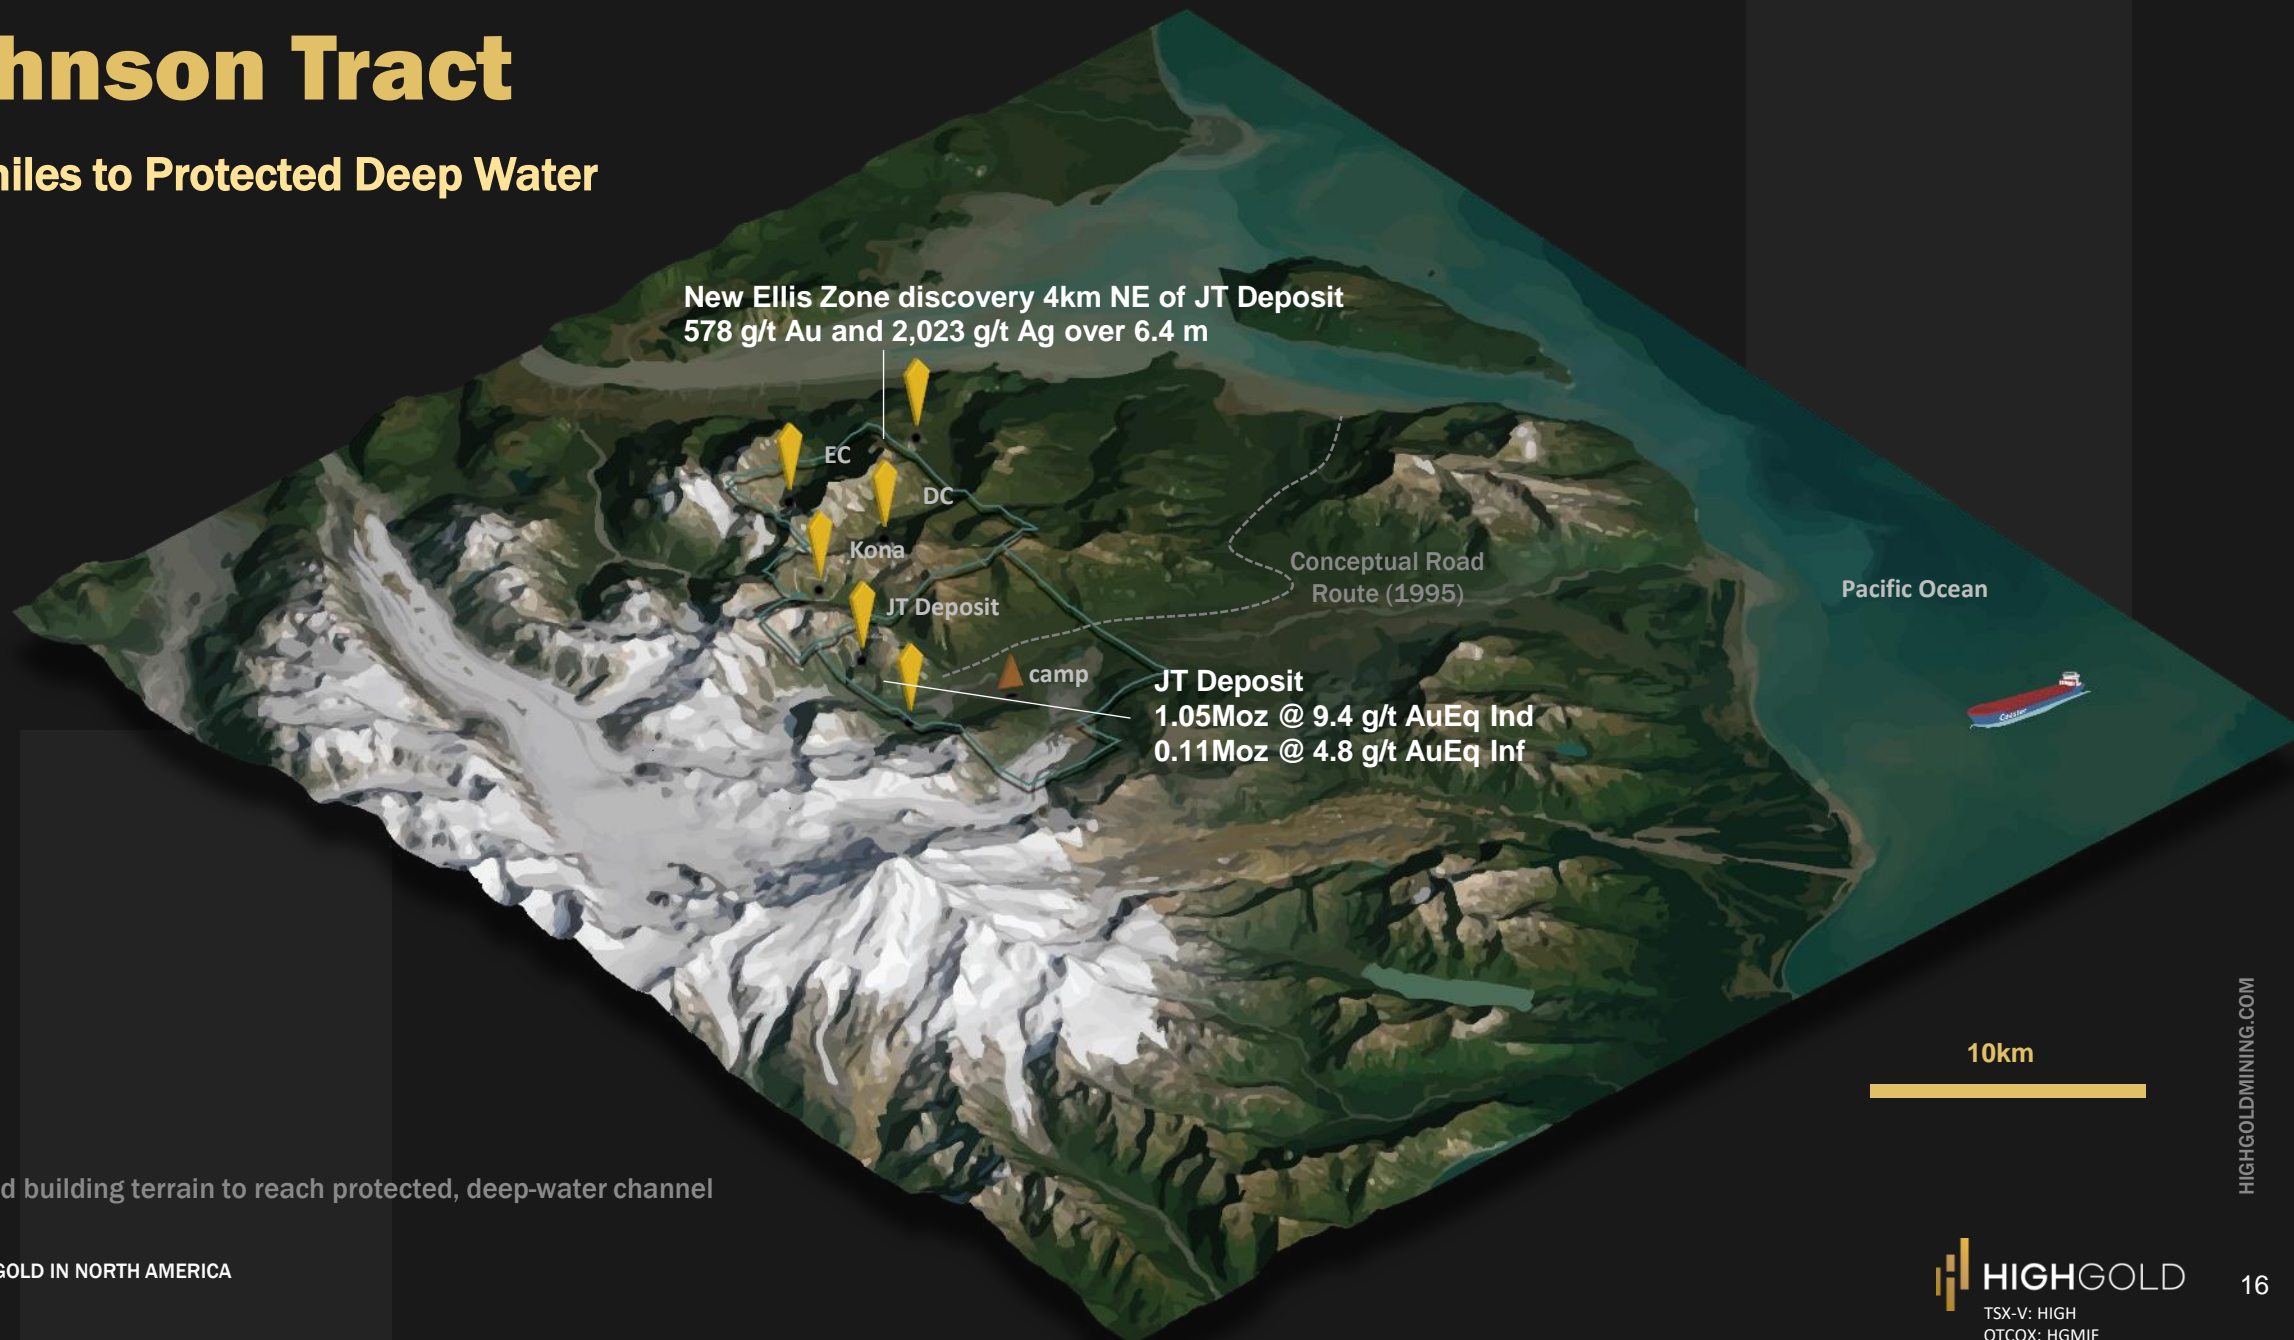 hnson Tract
miles to Protected Deep Water
New Ellis Zone discovery 4km NE of JT Deposit
578 g/t Au and 2,023 g/t Ag over 6.4 m
EC
DC
Kona
JT Deposit
camp
Conceptual Road
Route (1995)
Pacific Ocean
JT Deposit
1.05Moz @ 9.4 g/t AuEq Ind
0.11Moz @ 4.8 g/t AuEq Inf
Coaster
10km
HIGHGOLDMINING.COM
d building terrain to reach protected, deep-water channel
GOLD IN NORTH AMERICA
HIGHGOLD
TSX-V: HIGH
OTCQX: HGMIF
16